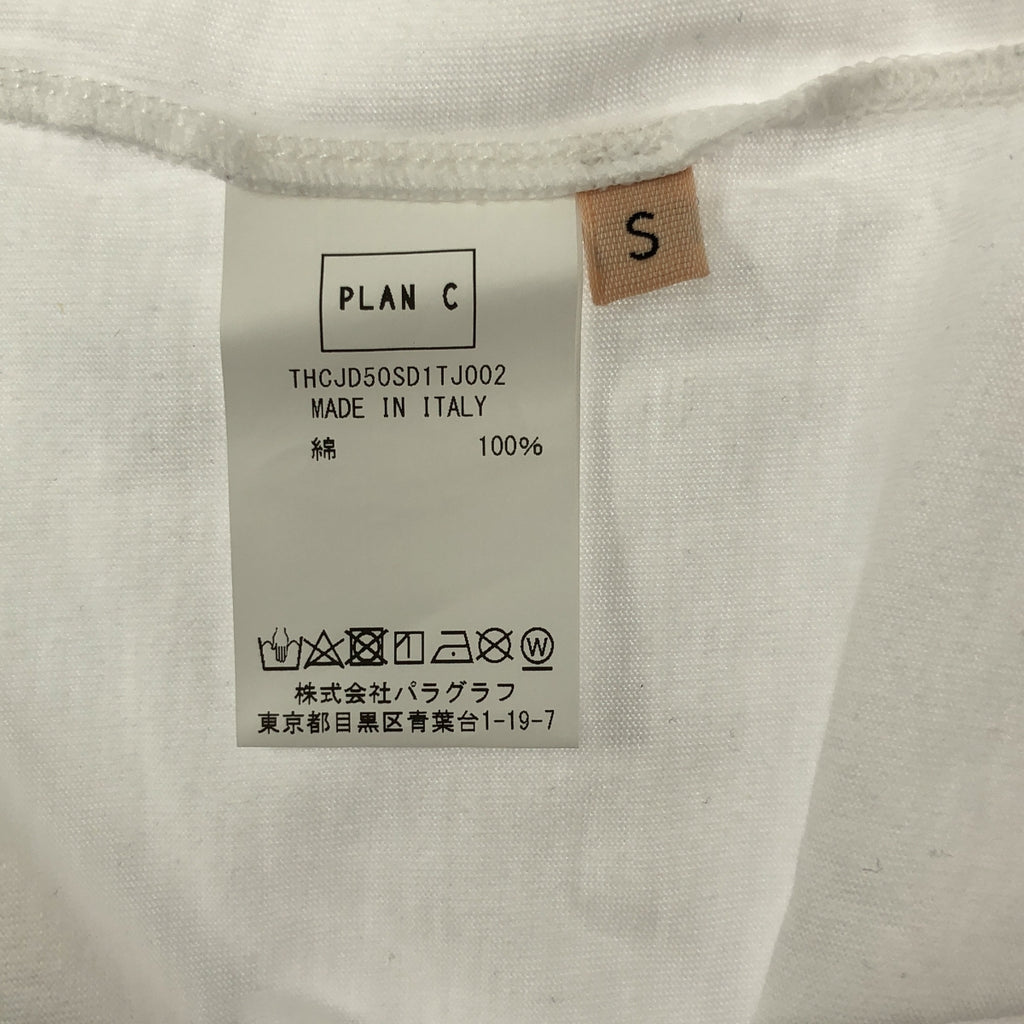 S
PLAN C
THCJD50SD1TJ002
MADE IN ITALY
綿 100%
W
株式会社パラグラフ
東京都目黒区青葉台1-19-7